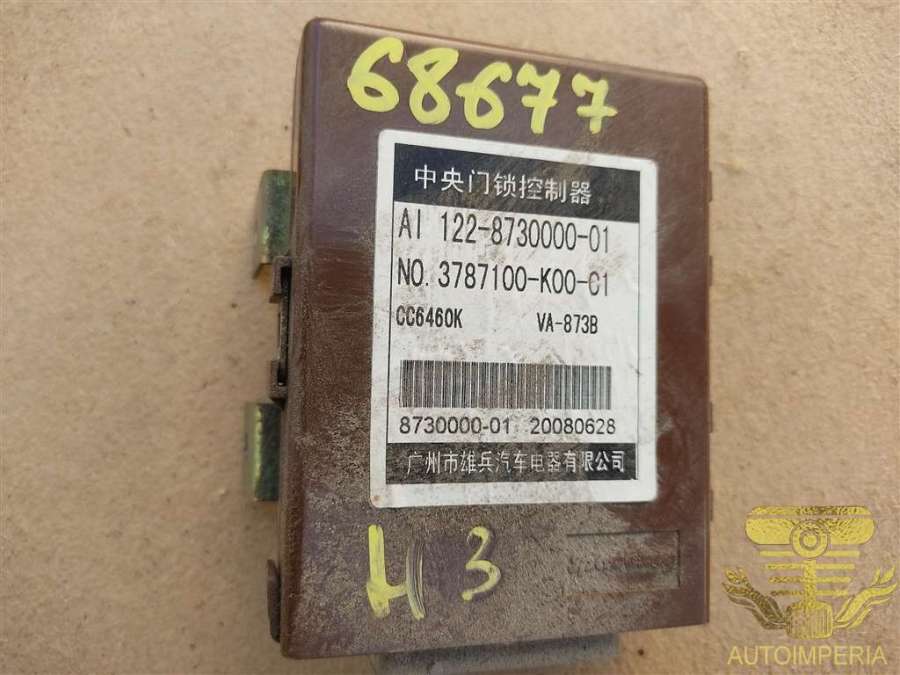 68677
中央门锁控制器
AI 122-8730000-01
NO. 3787100-K00-C1
CC6460K VA-873B
8730000-01 20080628
广州市雄兵汽车电器有限公司
H3
AUTOIMPERIA